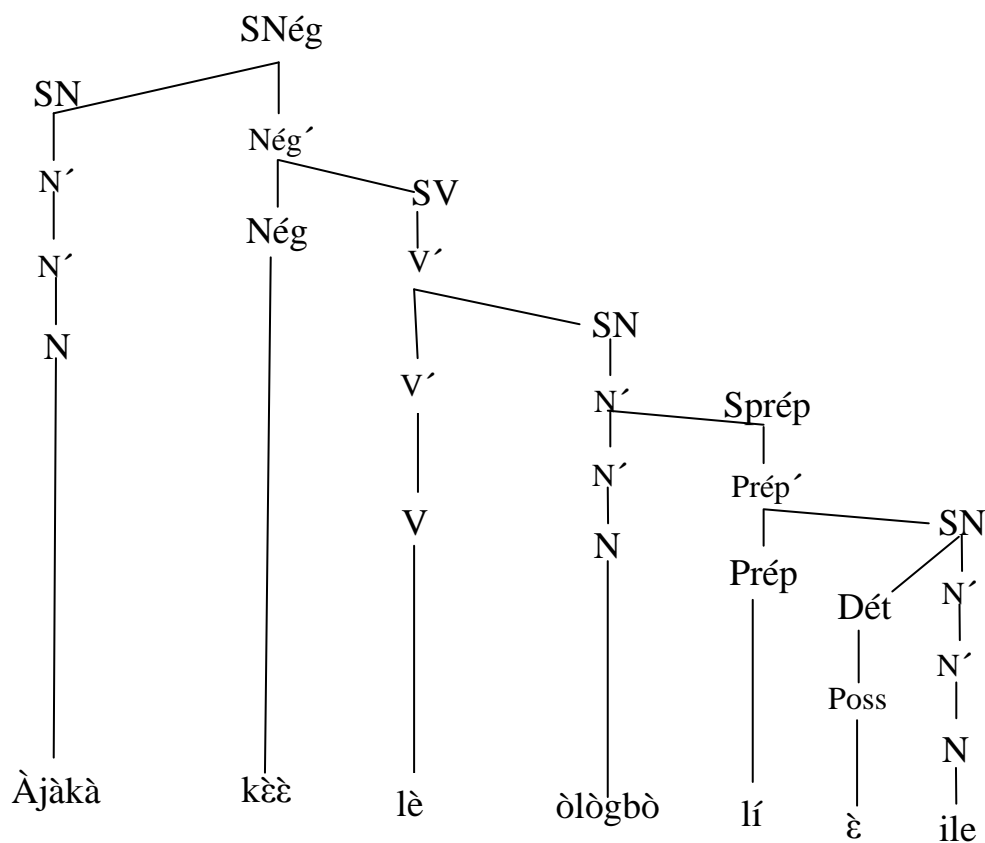 SNég
SN
Nég´
N´
SV
Nég
V´
N´
SN
N
V´
N´
Sprép
N´
Prép´
V
SN
N
Prép
N´
Dét
N´
Poss
N
Àjàkà kɛ̀ɛ̀ lè òlògbò lí ɛ̀ ile